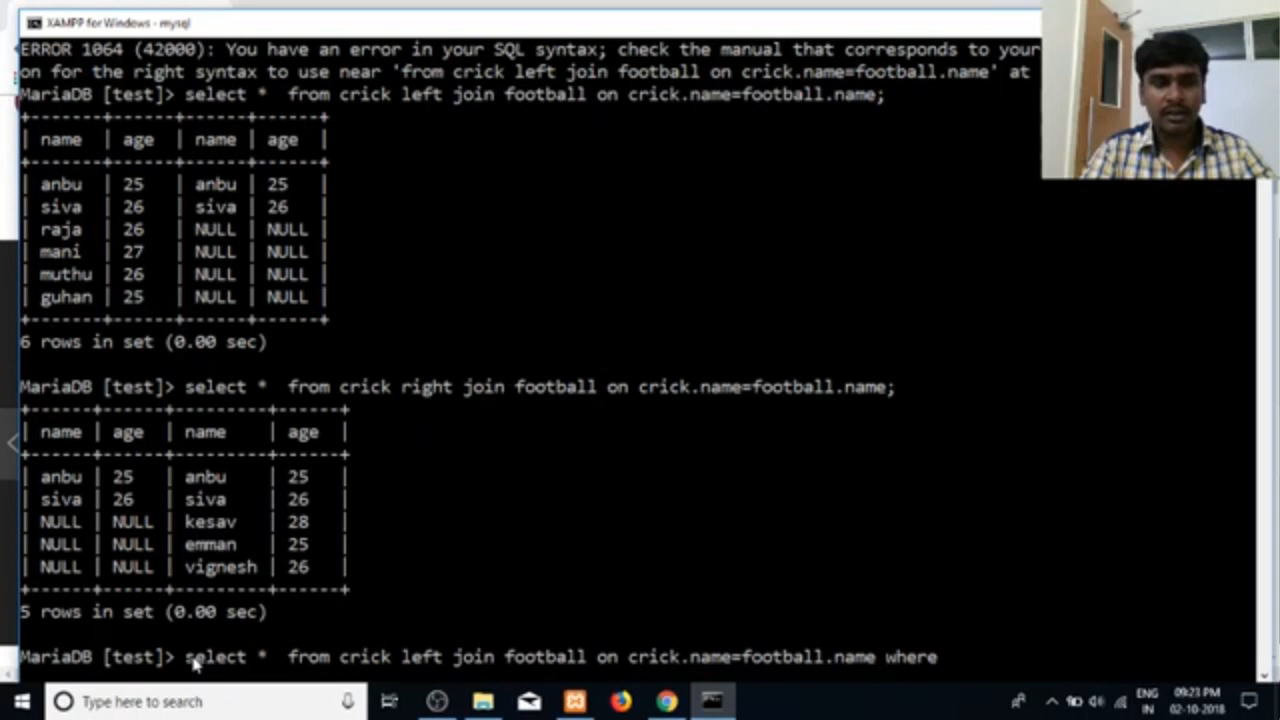 XAMPP for Windows - mysql
ERROR 1064 (42000): You have an error in your SQL syntax; check the manual that corresponds to your
on for the right syntax to use near 'from crick left join football on crick.name=football.name' at
MariaDB [test]> select *  from crick left join football on crick.name=football.name;
+-------+------+-------+------+
| name  | age  | name  | age  |
+-------+------+-------+------+
| anbu  | 25   | anbu  | 25   |
| siva  | 26   | siva  | 26   |
| raja  | 26   | NULL  | NULL |
| mani  | 27   | NULL  | NULL |
| muthu | 26   | NULL  | NULL |
| guhan | 25   | NULL  | NULL |
+-------+------+-------+------+
6 rows in set (0.00 sec)
MariaDB [test]> select *  from crick right join football on crick.name=football.name;
+------+------+---------+------+
| name | age  | name    | age  |
+------+------+---------+------+
| anbu | 25   | anbu    | 25   |
| siva | 26   | siva    | 26   |
| NULL | NULL | kesav   | 28   |
| NULL | NULL | emman   | 25   |
| NULL | NULL | vignesh | 26   |
+------+------+---------+------+
5 rows in set (0.00 sec)
MariaDB [test]> select *  from crick left join football on crick.name=football.name where
Type here to search
ENG
IN
09:23 PM
02-10-2018